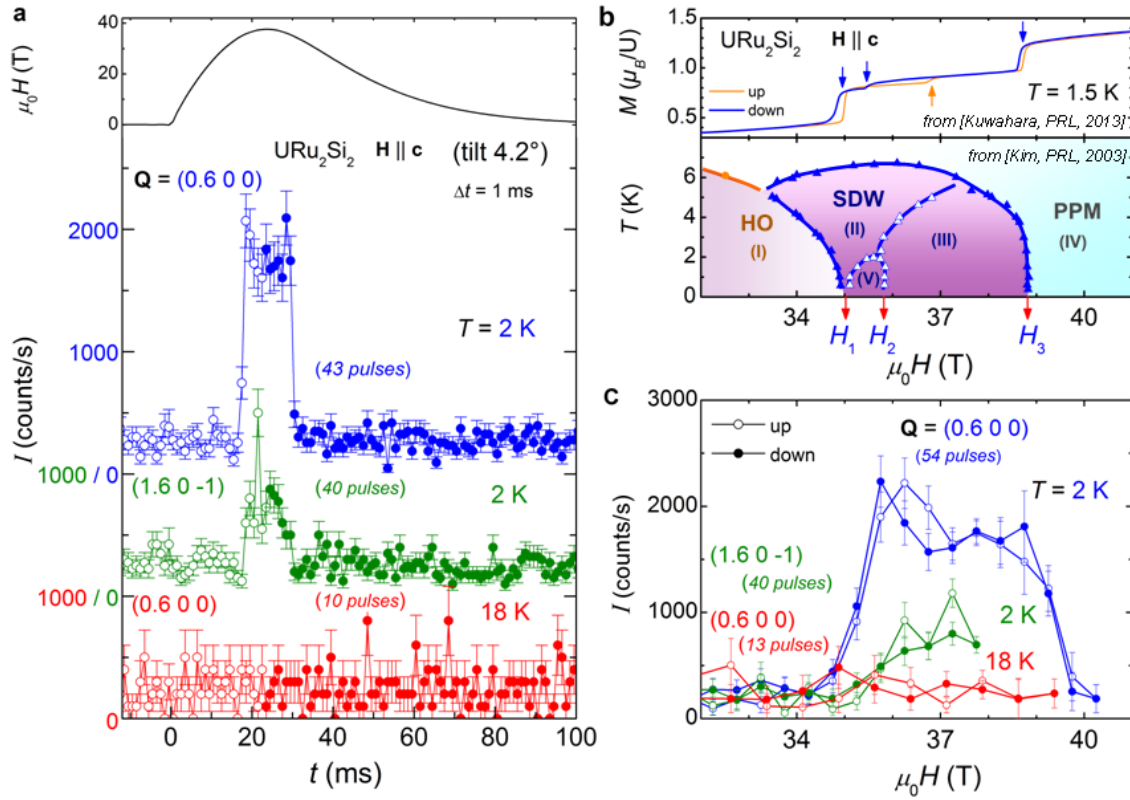 a
μ₀H (T)
40
20
0
URu₂Si₂ H || c (tilt 4.2°)
Q = (0.6 0 0)
Δt = 1 ms
2000
T = 2 K
1000
(43 pulses)
I (counts/s)
1000 / 0
(1.6 0 -1)
(40 pulses)
2 K
1000 / 0
(0.6 0 0)
(10 pulses)
18 K
0
0 20 40 60 80 100
t (ms)
b
M (μB/U)
1.5
1.0
0.5
URu₂Si₂ H || c
up
down
T = 1.5 K
from [Kuwahara, PRL, 2013]
from [Kim, PRL, 2003]
T (K)
6
4
2
0
HO
(I)
SDW
(II)
(III)
(V)
PPM
(IV)
34 37 40
H₁ H₂ H₃
μ₀H (T)
c
3000
2000
1000
0
I (counts/s)
up
down
Q = (0.6 0 0)
(54 pulses)
T = 2 K
(1.6 0 -1)
(40 pulses)
2 K
(0.6 0 0)
(13 pulses)
18 K
34 37 40
μ₀H (T)